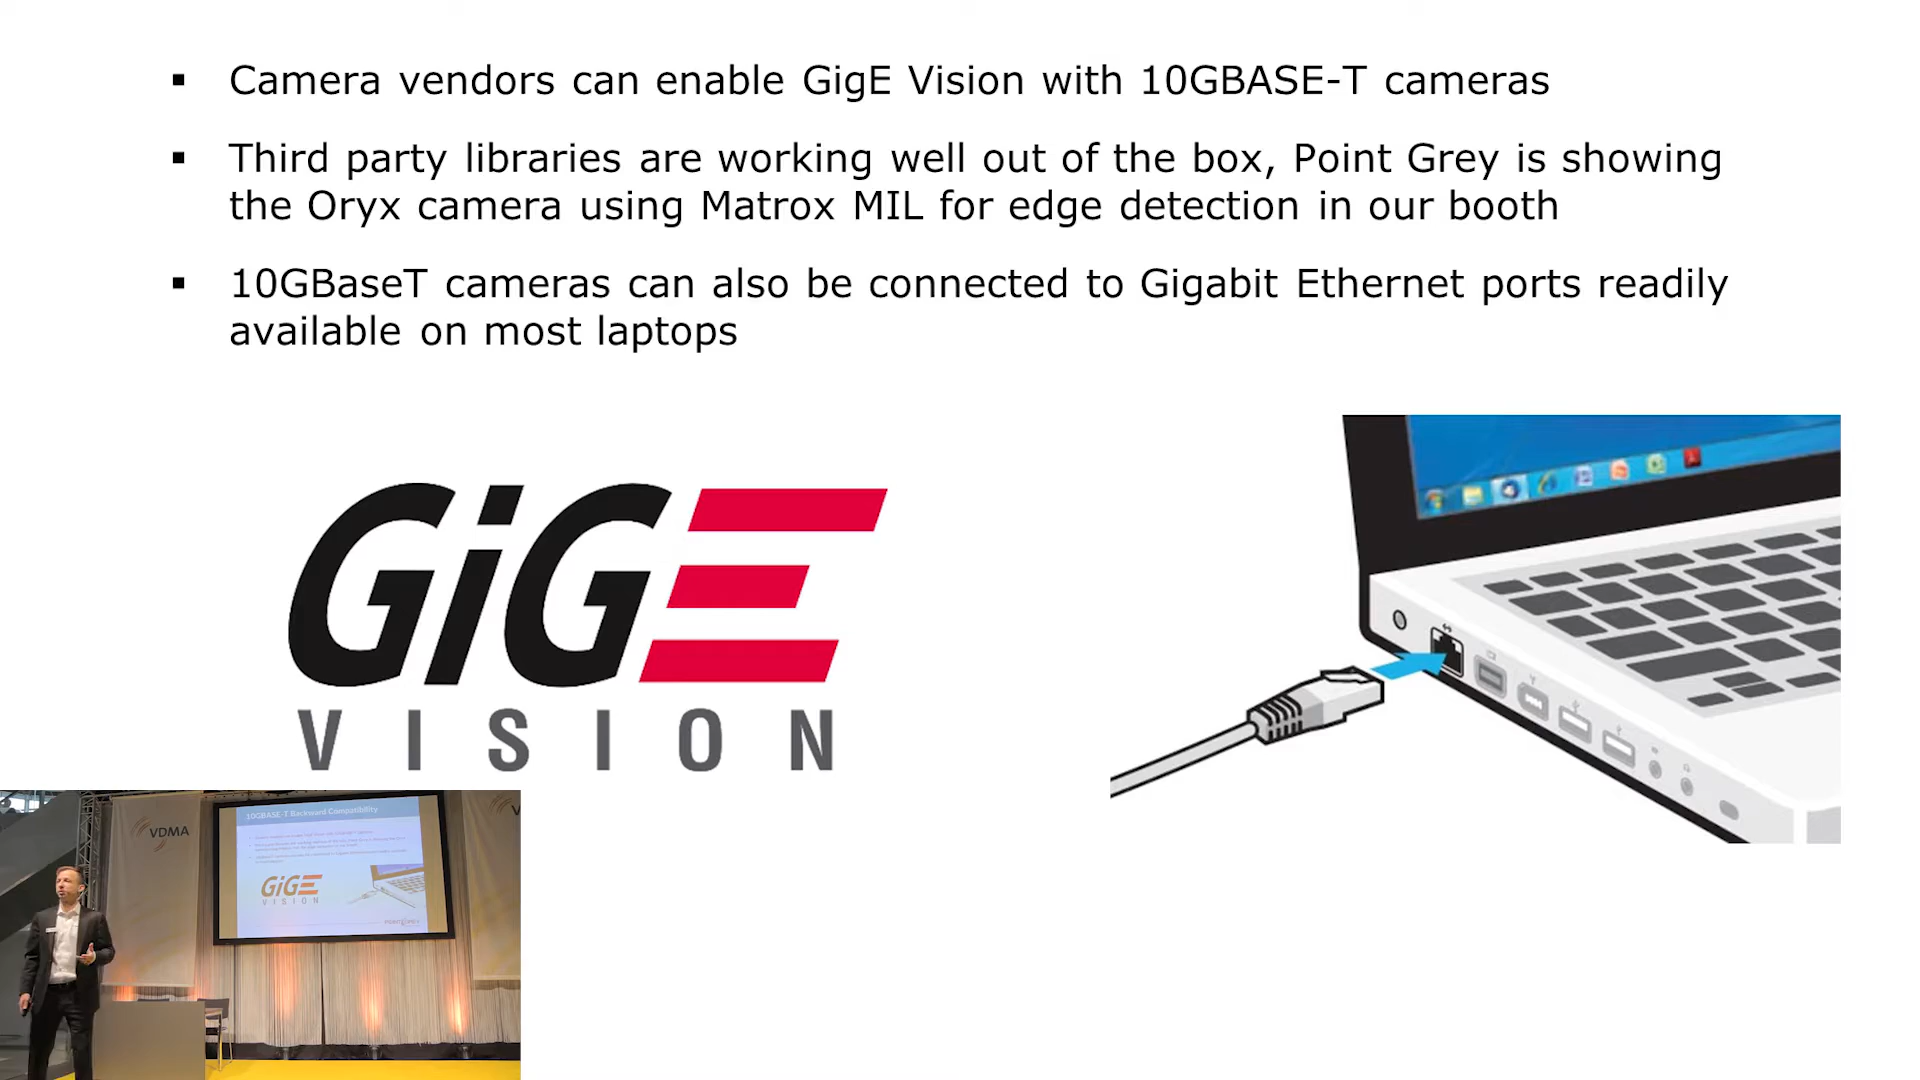 ▪ Camera vendors can enable GigE Vision with 10GBASE-T cameras
▪ Third party libraries are working well out of the box, Point Grey is showing
the Oryx camera using Matrox MIL for edge detection in our booth
▪ 10GBaseT cameras can also be connected to Gigabit Ethernet ports readily
available on most laptops
GiGE
VISION
VDMA
10GBASE-T Backward Compatibility
GiGE
VISION